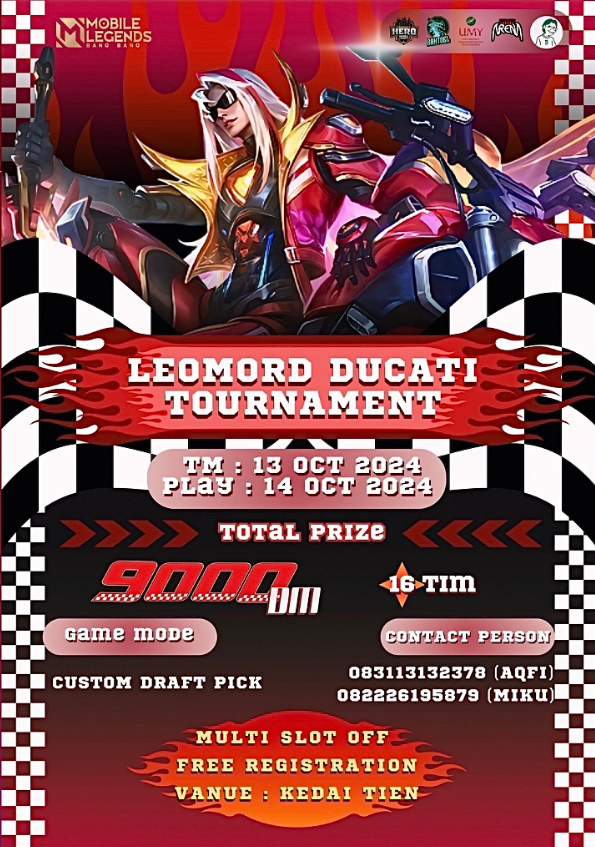 MOBILE
LEGENDS
BANG BANG
HERO
UMY
ARENA
LEOMORD DUCATI
TOURNAMENT
TM : 13 OCT 2024
PLAY : 14 OCT 2024
TOTAL PRIZE
9000 DM
16 TIM
GAME MODE
CONTACT PERSON
CUSTOM DRAFT PICK
083113132378 (AQFI)
082226195879 (MIKU)
MULTI SLOT OFF
FREE REGISTRATION
VANUE : KEDAI TIEN